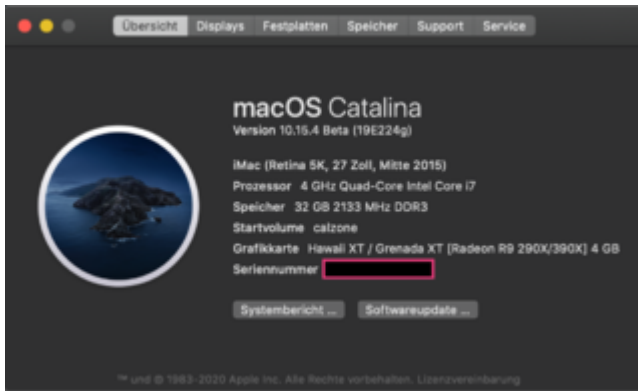 Übersicht Displays Festplatten Speicher Support Service
macOS Catalina
Version 10.15.4 Beta (19E224g)
iMac (Retina 5K, 27 Zoll, Mitte 2015)
Prozessor 4 GHz Quad-Core Intel Core i7
Speicher 32 GB 2133 MHz DDR3
Startvolume calzone
Grafikkarte Hawaii XT / Grenada XT [Radeon R9 290X/390X] 4 GB
Seriennummer
Systembericht ... Softwareupdate ...
™ und © 1983-2020 Apple Inc. Alle Rechte vorbehalten. Lizenzvereinbarung